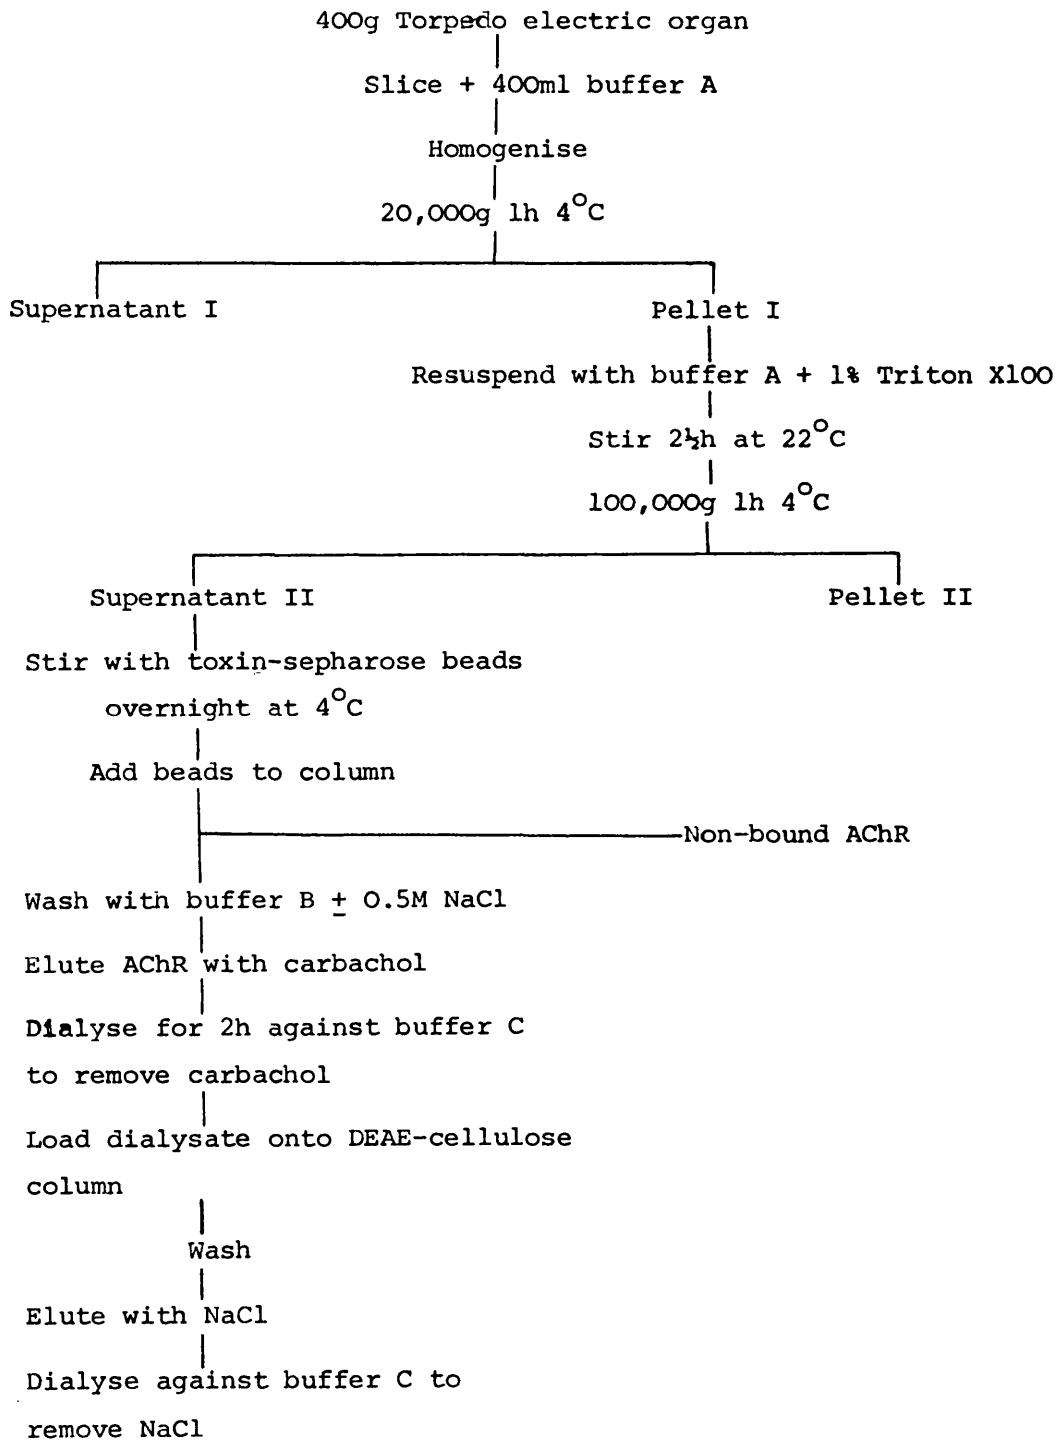 400g Torpedo electric organ
Slice + 400ml buffer A
Homogenise
20,000g 1h 4°C
Supernatant I
Pellet I
Resuspend with buffer A + 1% Triton X100
Stir 2½h at 22°C
100,000g 1h 4°C
Supernatant II
Pellet II
Stir with toxin-sepharose beads
overnight at 4°C
Add beads to column
Non-bound AChR
Wash with buffer B ± 0.5M NaCl
Elute AChR with carbachol
Dialyse for 2h against buffer C
to remove carbachol
Load dialysate onto DEAE-cellulose
column
Wash
Elute with NaCl
Dialyse against buffer C to
remove NaCl